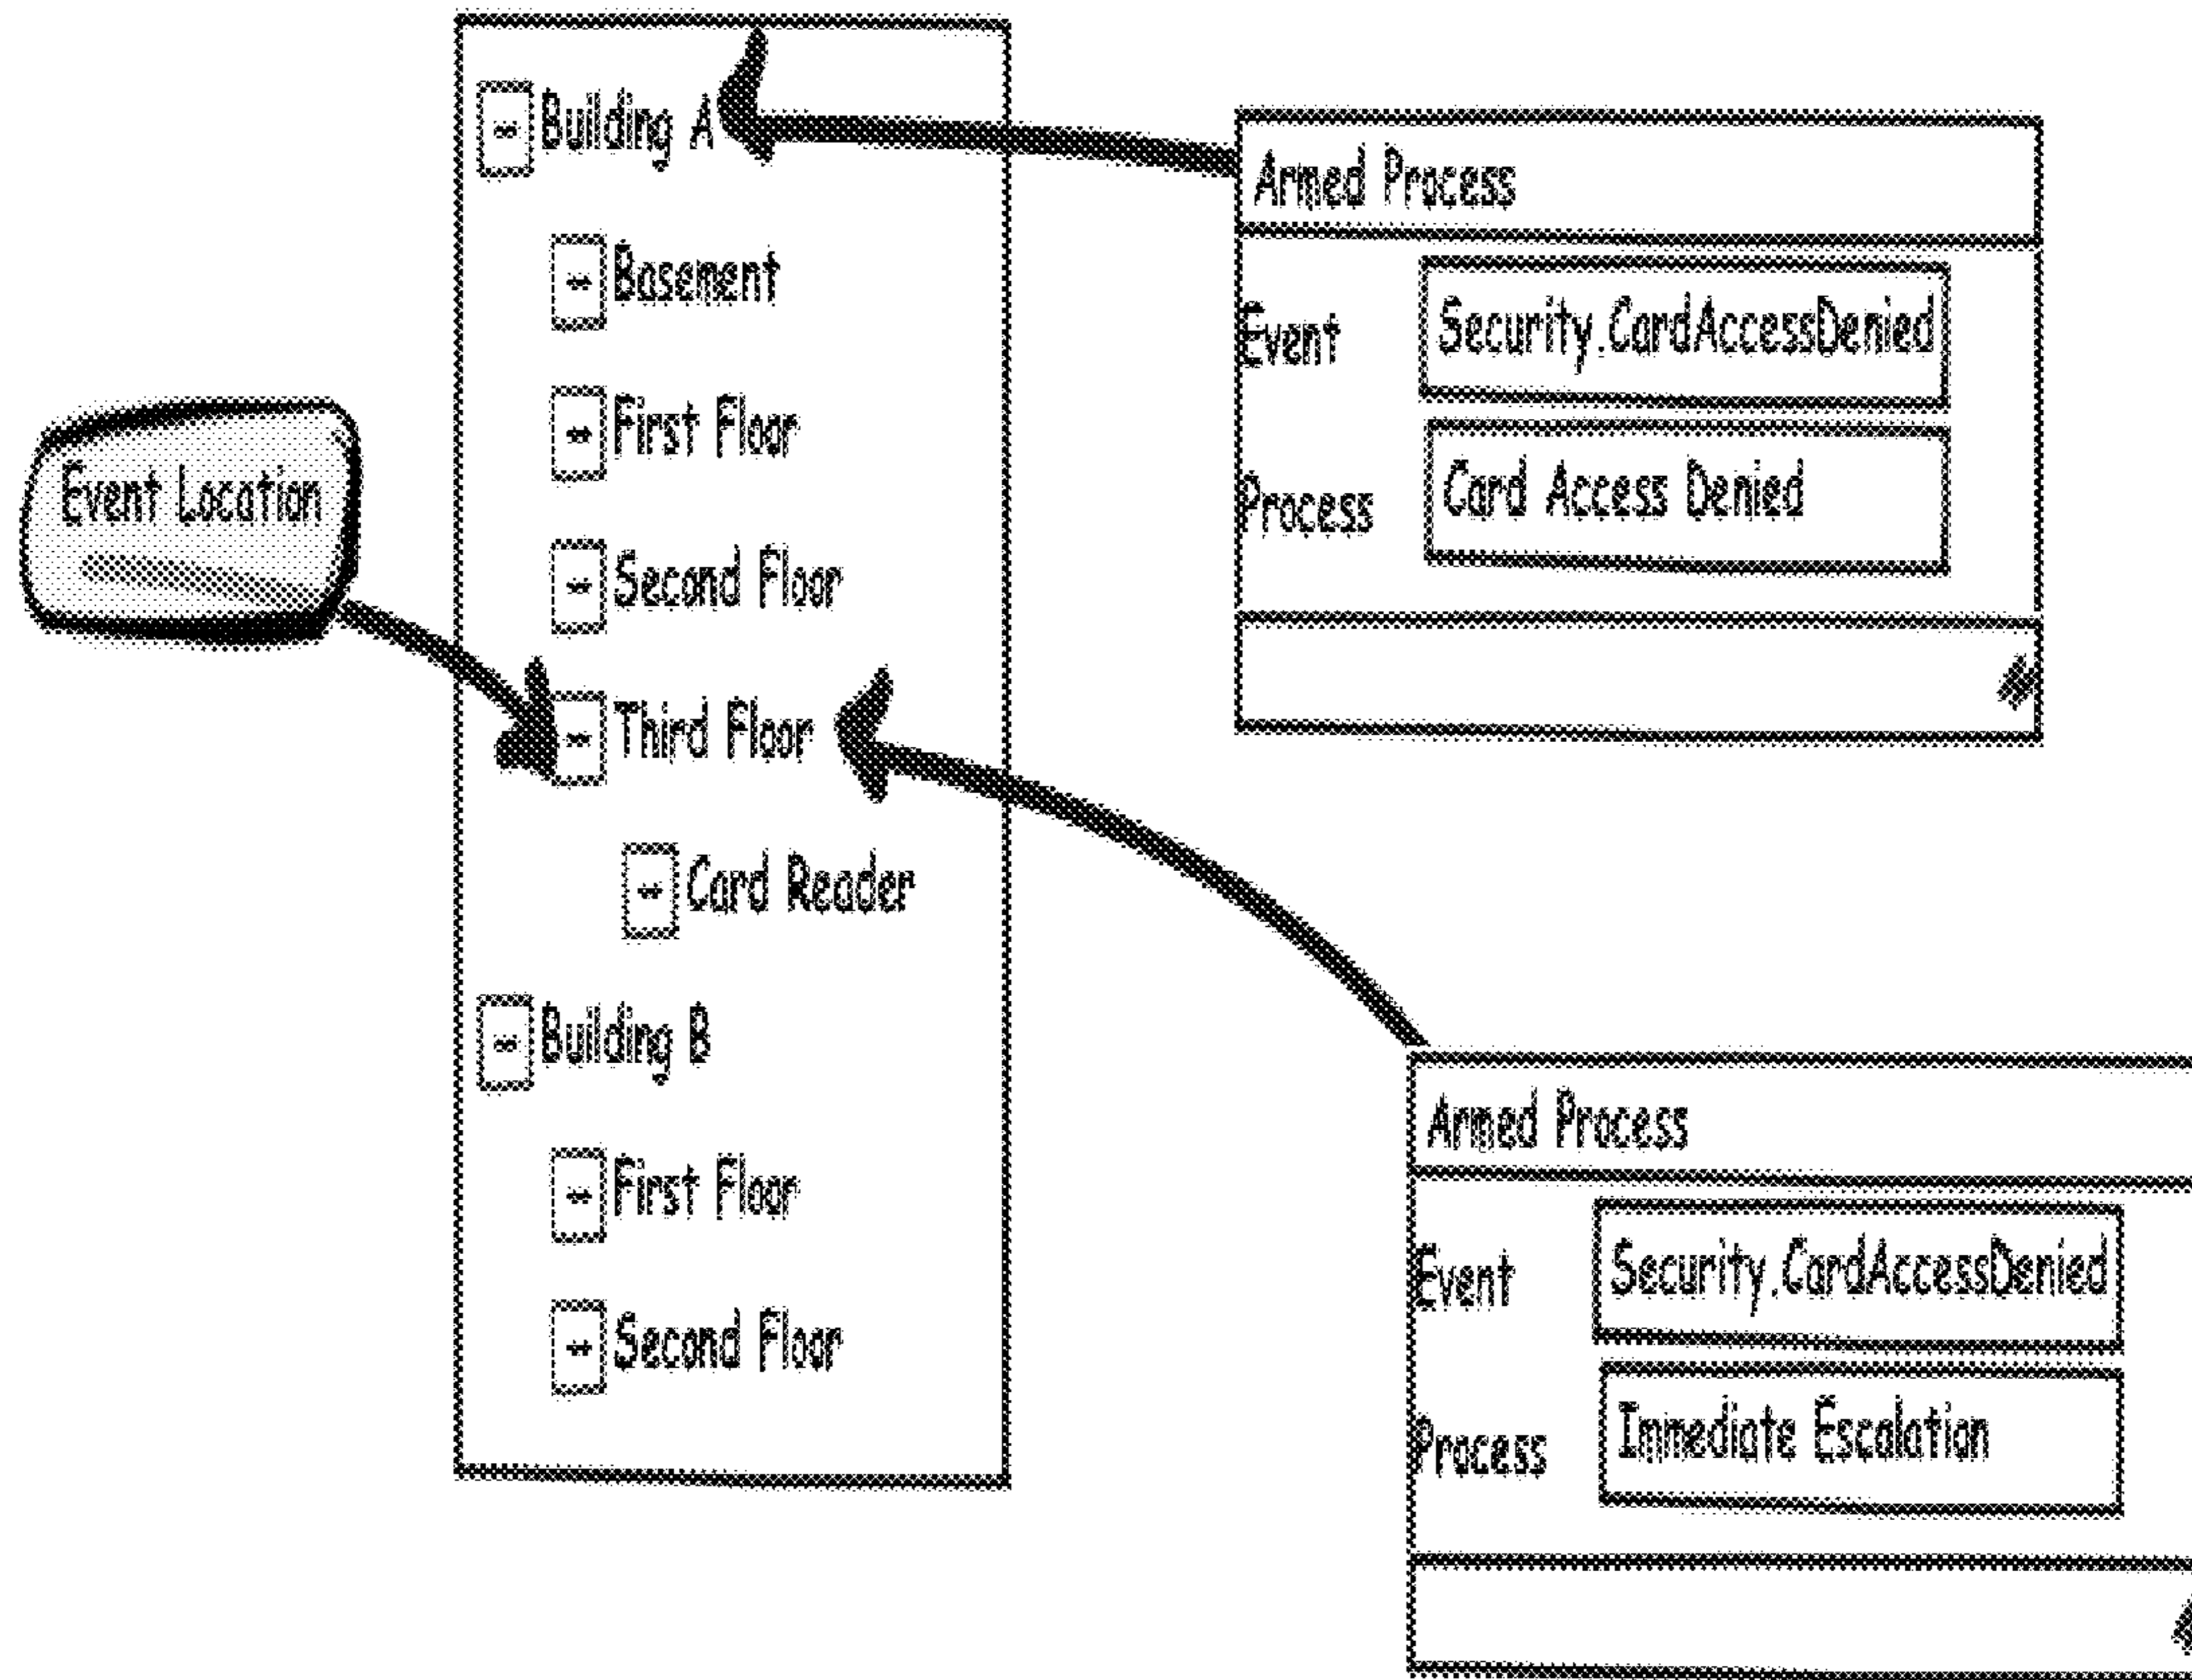 Building A
Basement
First Floor
Second Floor
Third Floor
Card Reader
Building B
First Floor
Second Floor
Event Location
Armed Process
Event
Security.CardAccessDenied
Process
Card Access Denied
Armed Process
Event
Security.CardAccessDenied
Process
Immediate Escalation